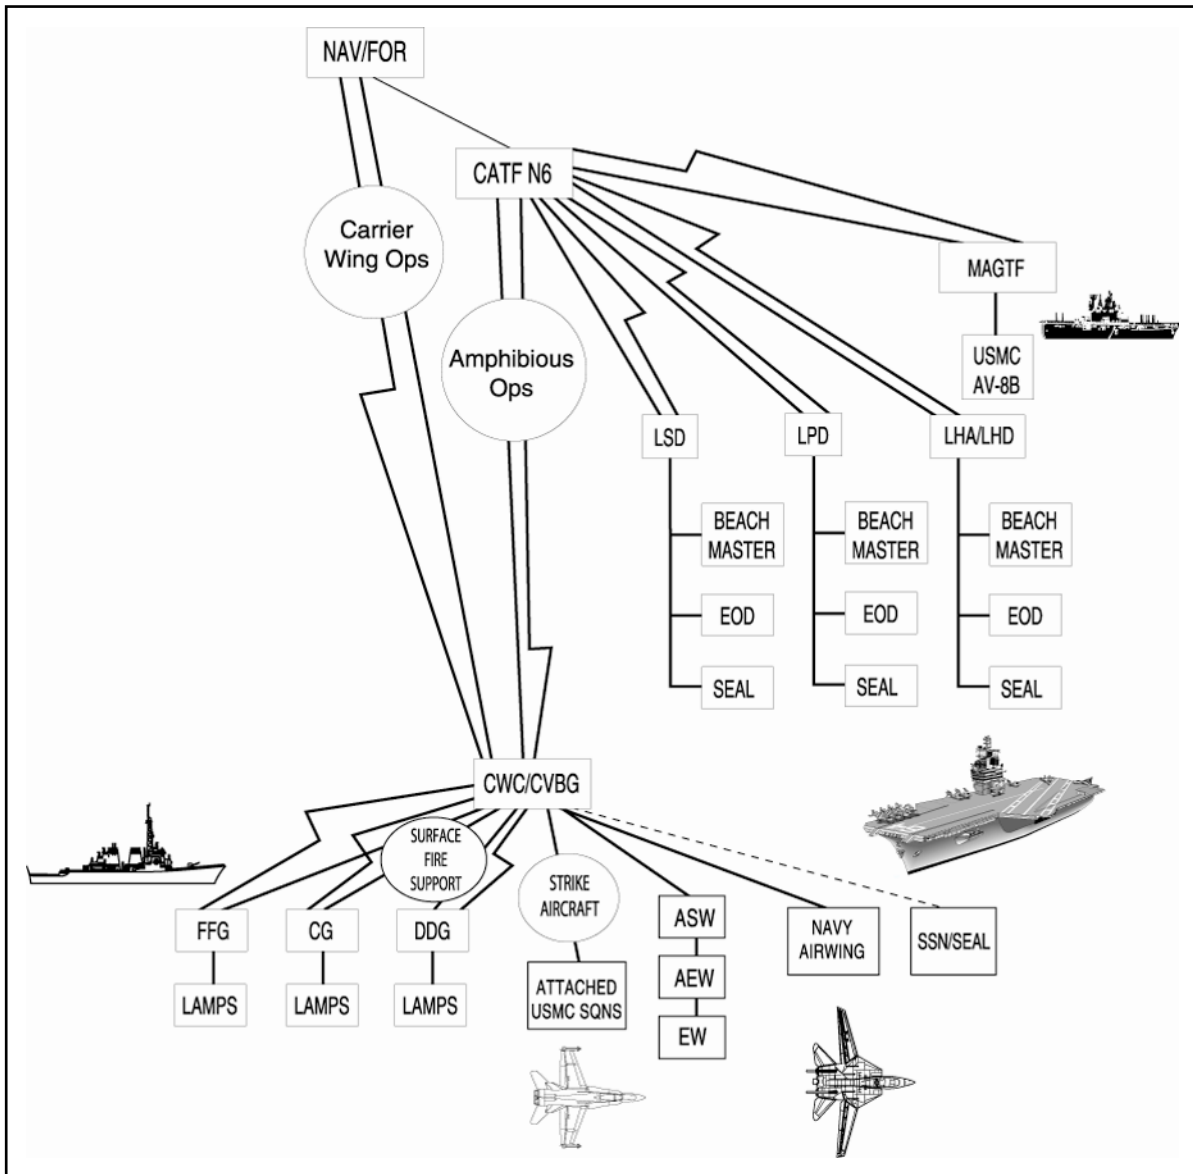 NAV/FOR
CATF N6
Carrier
Wing Ops
MAGTF
Amphibious
Ops
USMC
AV-8B
LSD
LPD
LHA/LHD
BEACH
MASTER
BEACH
MASTER
BEACH
MASTER
EOD
EOD
EOD
SEAL
SEAL
SEAL
CWC/CVBG
SURFACE
FIRE
SUPPORT
STRIKE
AIRCRAFT
FFG
CG
DDG
ASW
NAVY
AIRWING
SSN/SEAL
LAMPS
LAMPS
LAMPS
ATTACHED
USMC SQNS
AEW
EW